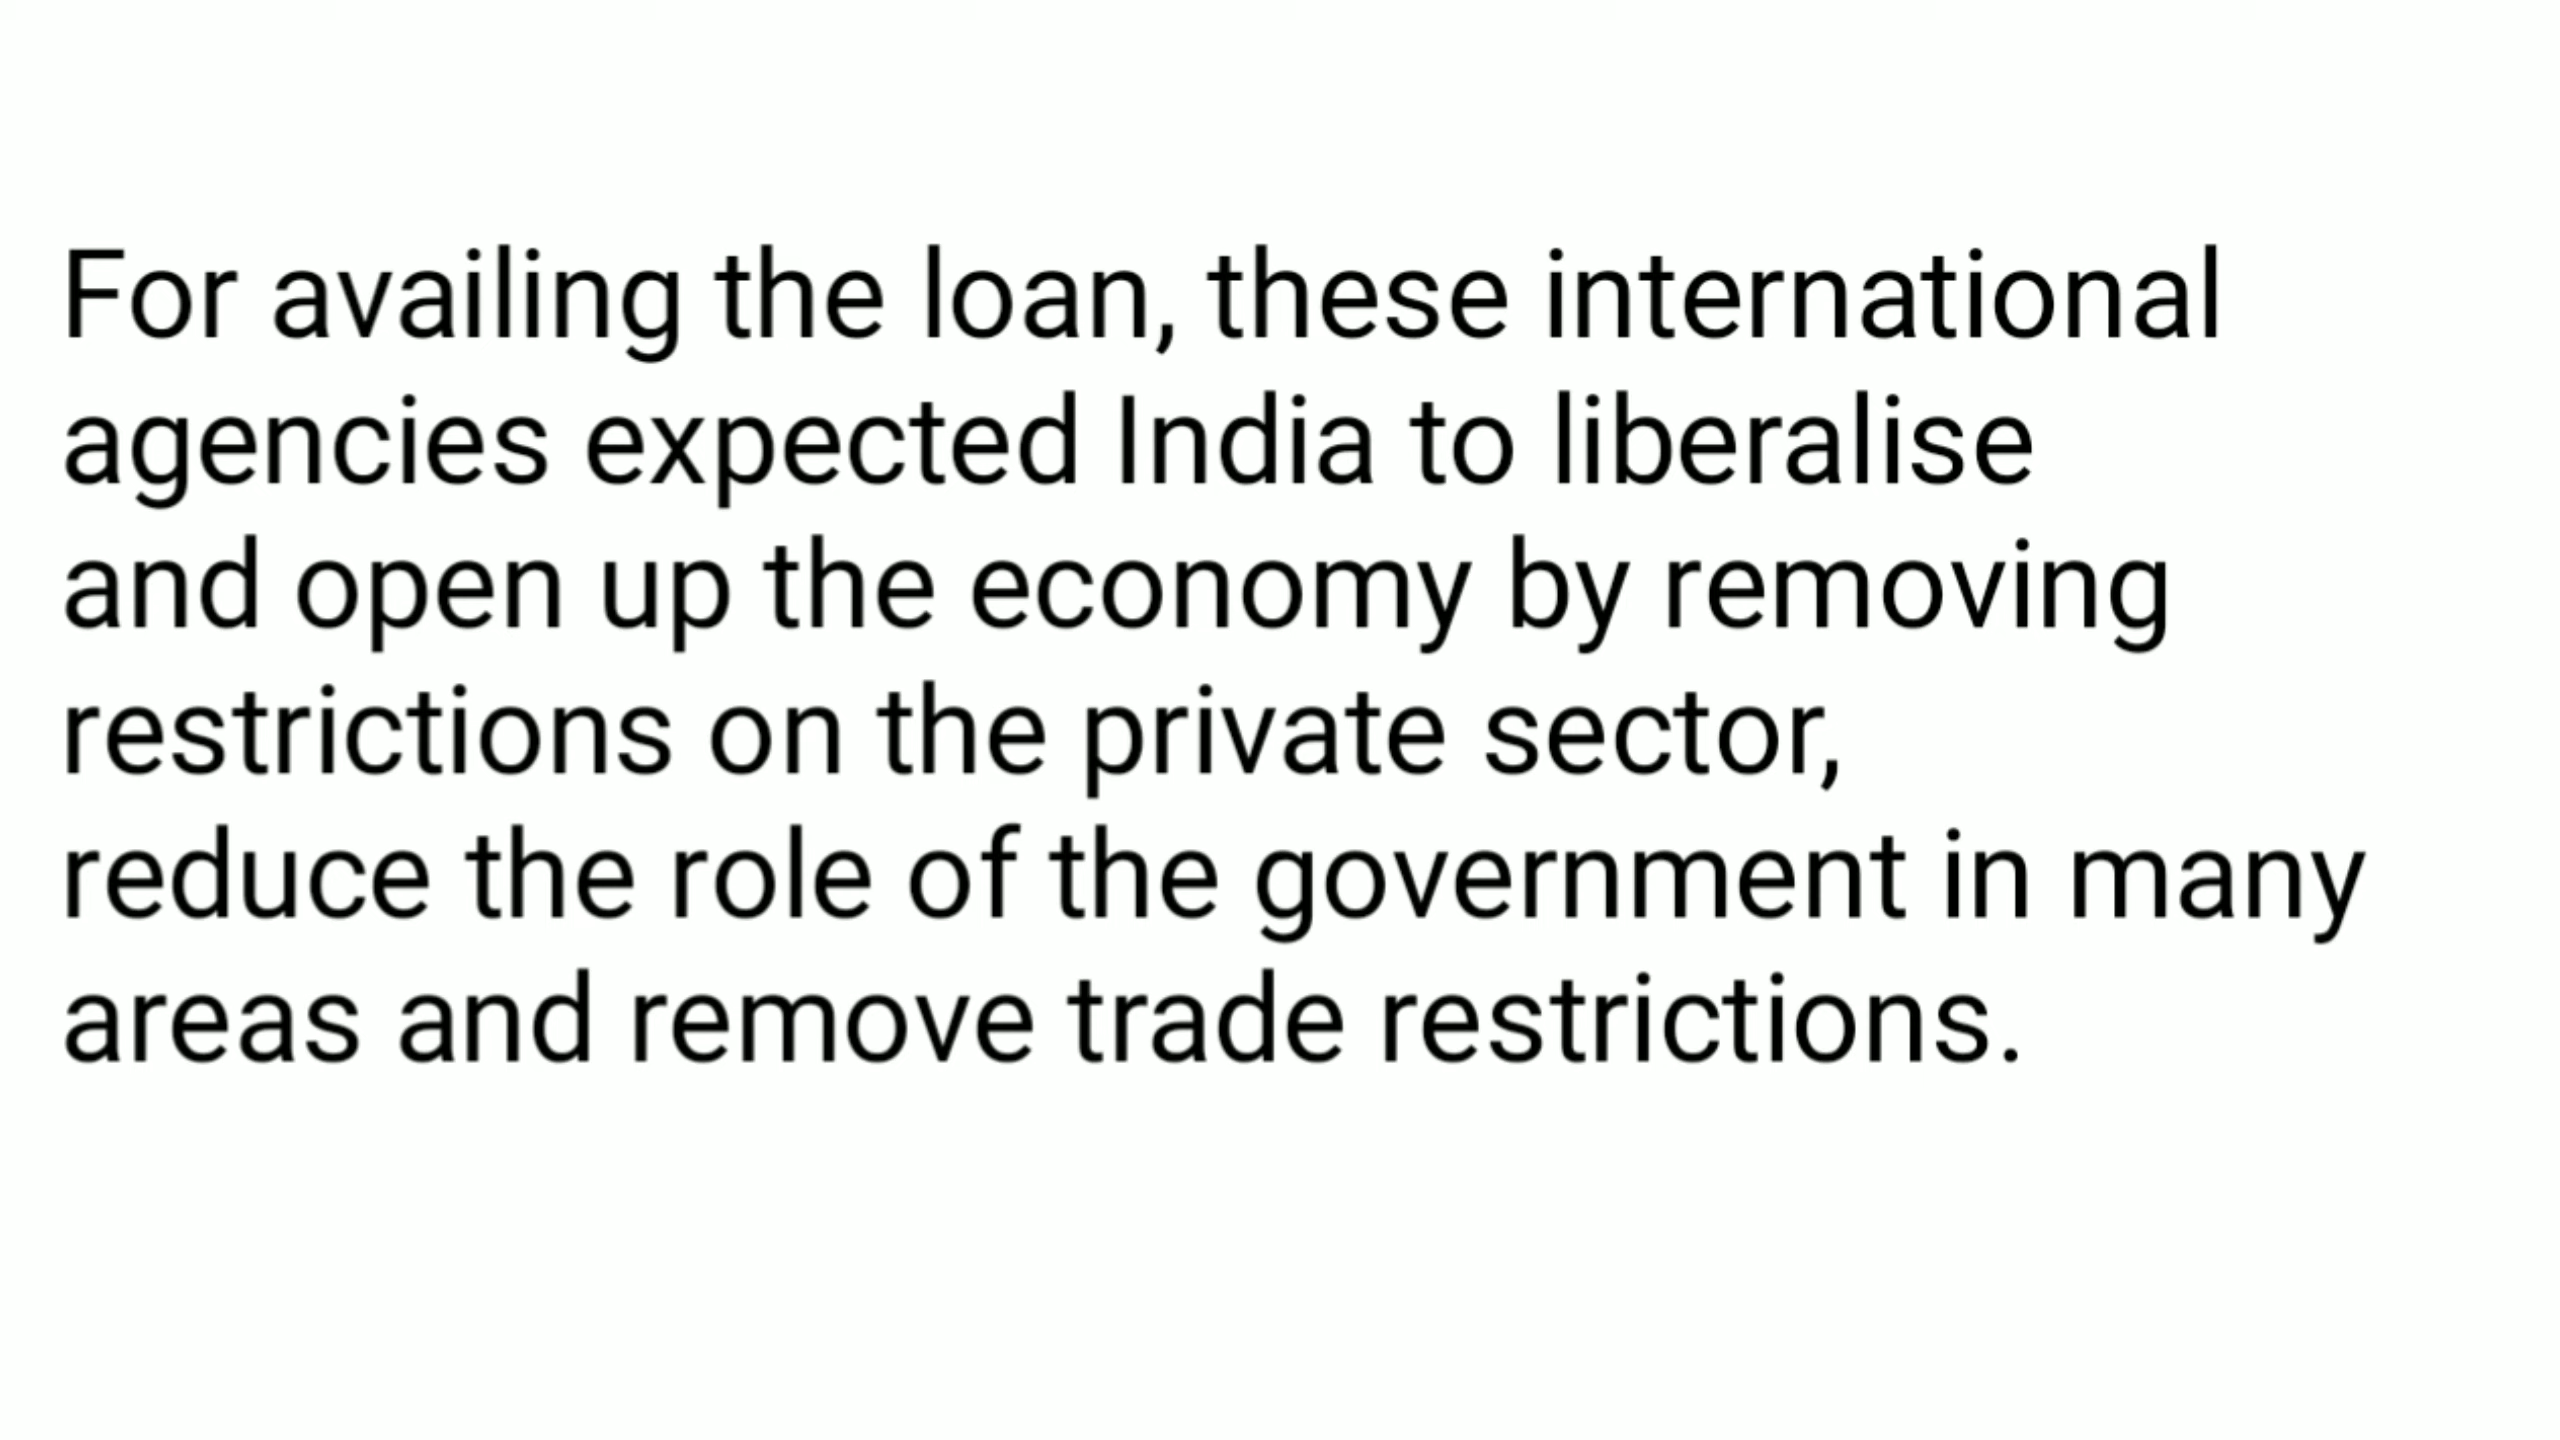 For availing the loan, these international
agencies expected India to liberalise
and open up the economy by removing
restrictions on the private sector,
reduce the role of the government in many
areas and remove trade restrictions.